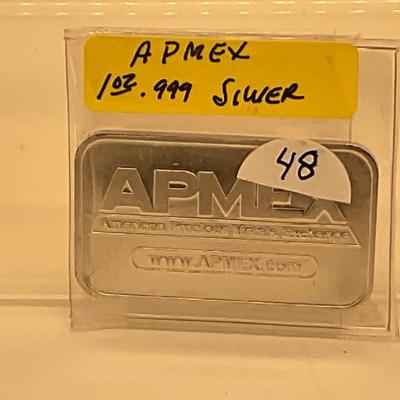 APMEX
1oz .999 SILVER
48
APMEX
American Precious Metals Exchange
www.APMEX.com